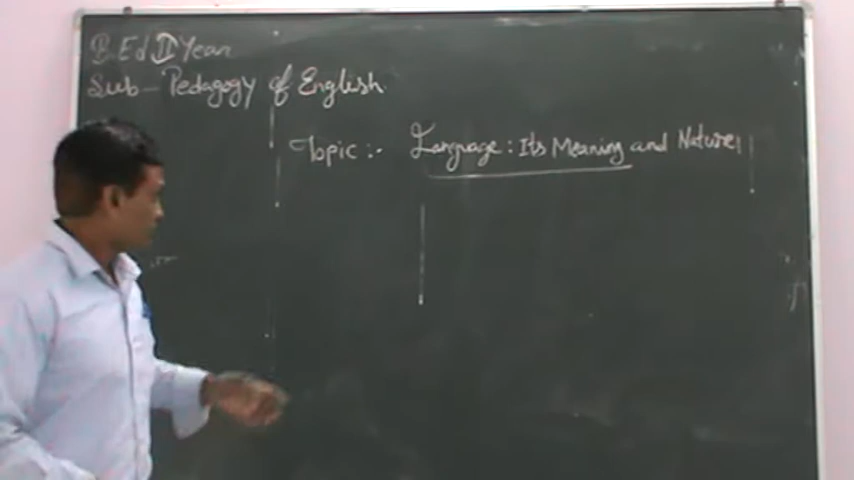 B.Ed II Year
Sub- Pedagogy of English.
Topic :- Language : Its Meaning and Nature